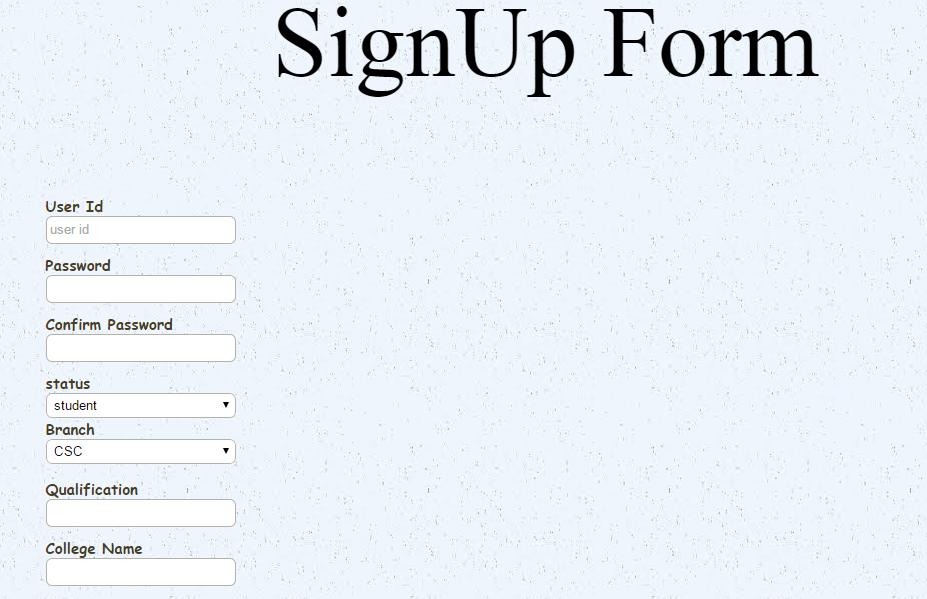 SignUp Form
User Id
user id
Password
Confirm Password
status
student
Branch
CSC
Qualification
College Name